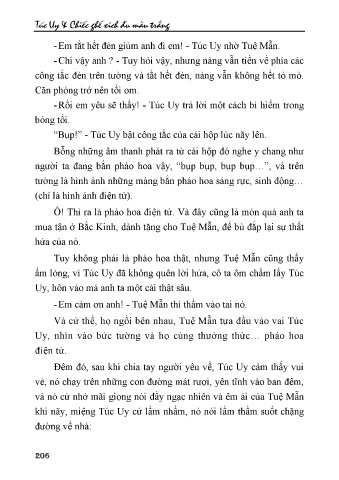 Túc Uy & Chiếc ghế xích đu màu trắng
- Em tắt hết đèn giùm anh đi em! - Túc Uy nhờ Tuệ Mẫn.
- Chi vậy anh ? - Tuy hỏi vậy, nhưng nàng vẫn tiến về phía các
công tắc đèn trên tường và tắt hết đèn, nàng vẫn không hết tò mò.
Căn phòng trở nên tối om.
- Rồi em yêu sẽ thấy! - Túc Uy trả lời một cách bí hiểm trong
bóng tối.
“Bụp!” - Túc Uy bật công tắc của cái hộp lúc nãy lên.
Bỗng những âm thanh phát ra từ cái hộp đó nghe y chang như
người ta đang bắn pháo hoa vậy, “bụp bụp, bụp bụp…”, và trên
tường là hình ảnh những màng bắn pháo hoa sáng rực, sinh động…
(chỉ là hình ảnh điện tử).
Ồ! Thì ra là pháo hoa điện tử. Và đây cũng là món quà anh ta
mua tận ở Bắc Kinh, dành tặng cho Tuệ Mẫn, để bù đắp lại sự thất
hứa của nó.
Tuy không phải là pháo hoa thật, nhưng Tuệ Mẫn cũng thấy
ấm lòng, vì Túc Uy đã không quên lời hứa, cô ta ôm chầm lấy Túc
Uy, hôn vào má anh ta một cái thật sâu.
- Em cảm ơn anh! - Tuệ Mẫn thì thầm vào tai nó.
Và cứ thế, họ ngồi bên nhau, Tuệ Mẫn tựa đầu vào vai Túc
Uy, nhìn vào bức tường và họ cùng thưởng thức… pháo hoa
điện tử.
Đêm đó, sau khi chia tay người yêu về, Túc Uy cảm thấy vui
vẻ, nó chạy trên những con đường mát rượi, yên tĩnh vào ban đêm,
và nó cứ nhớ mãi giọng nói đầy ngạc nhiên và êm ái của Tuệ Mẫn
khi nãy, miệng Túc Uy cứ lẩm nhẩm, nó nói lẩm thầm suốt chặng
đường về nhà:
206